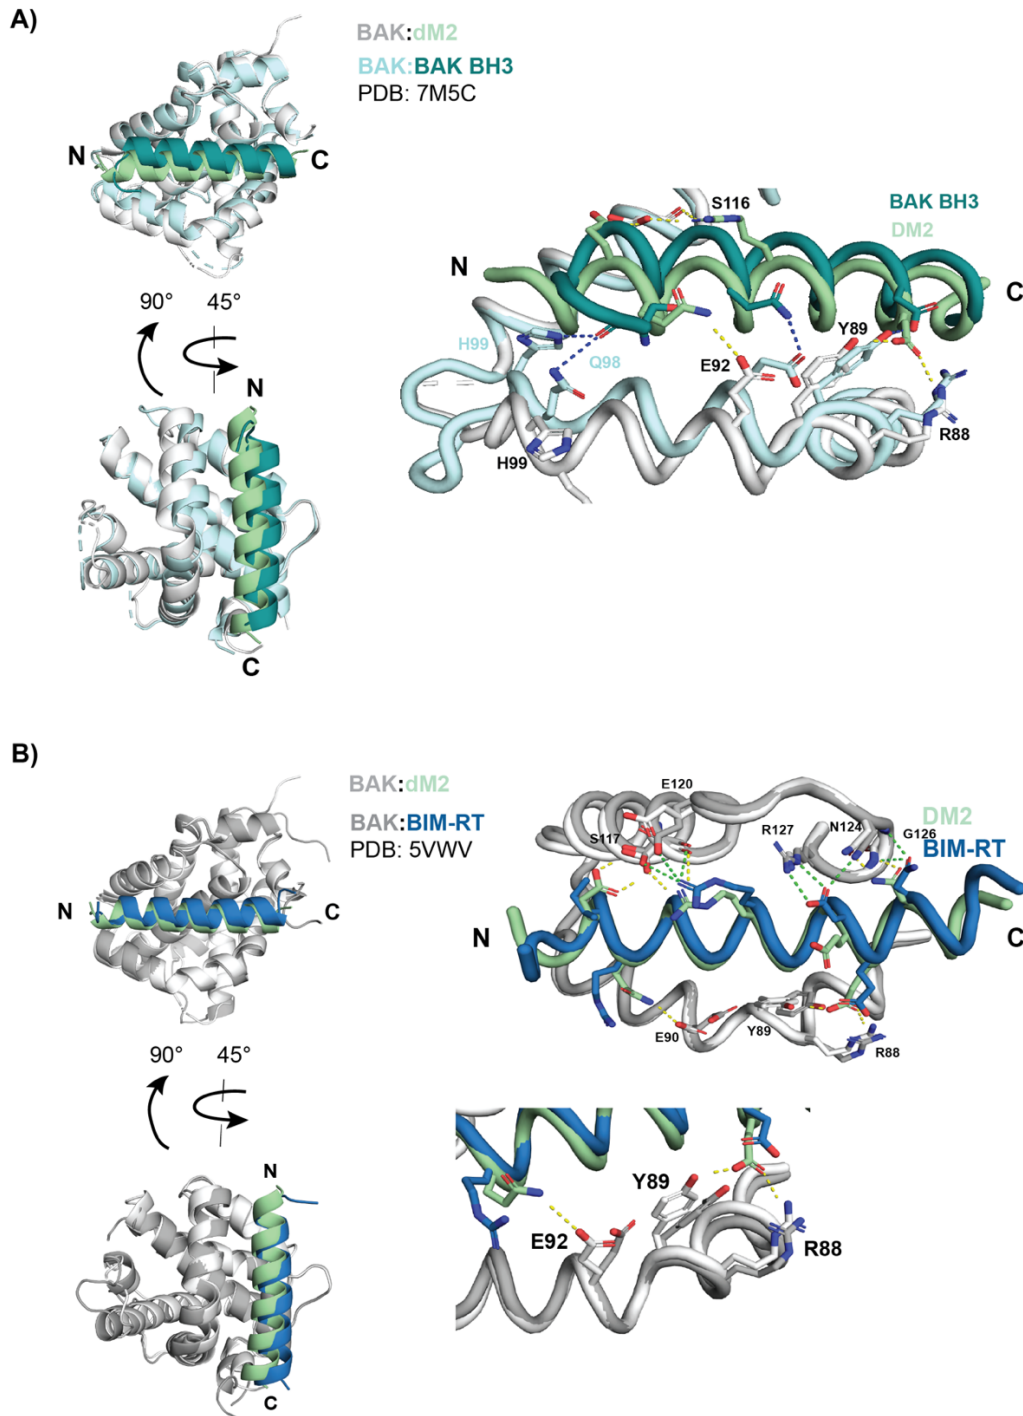 A)
BAK:dM2
BAK:BAK BH3
PDB: 7M5C
N
C
S116
BAK BH3
DM2
N
C
90°
45°
H99
Q98
Y89
E92
N
H99
R88
C
B)
BAK:dM2
BAK:BIM-RT
PDB: 5VWV
E120
S117
R127
N124
G126
DM2
BIM-RT
N
C
N
C
E90
Y89
R88
90°
45°
N
Y89
E92
R88
C